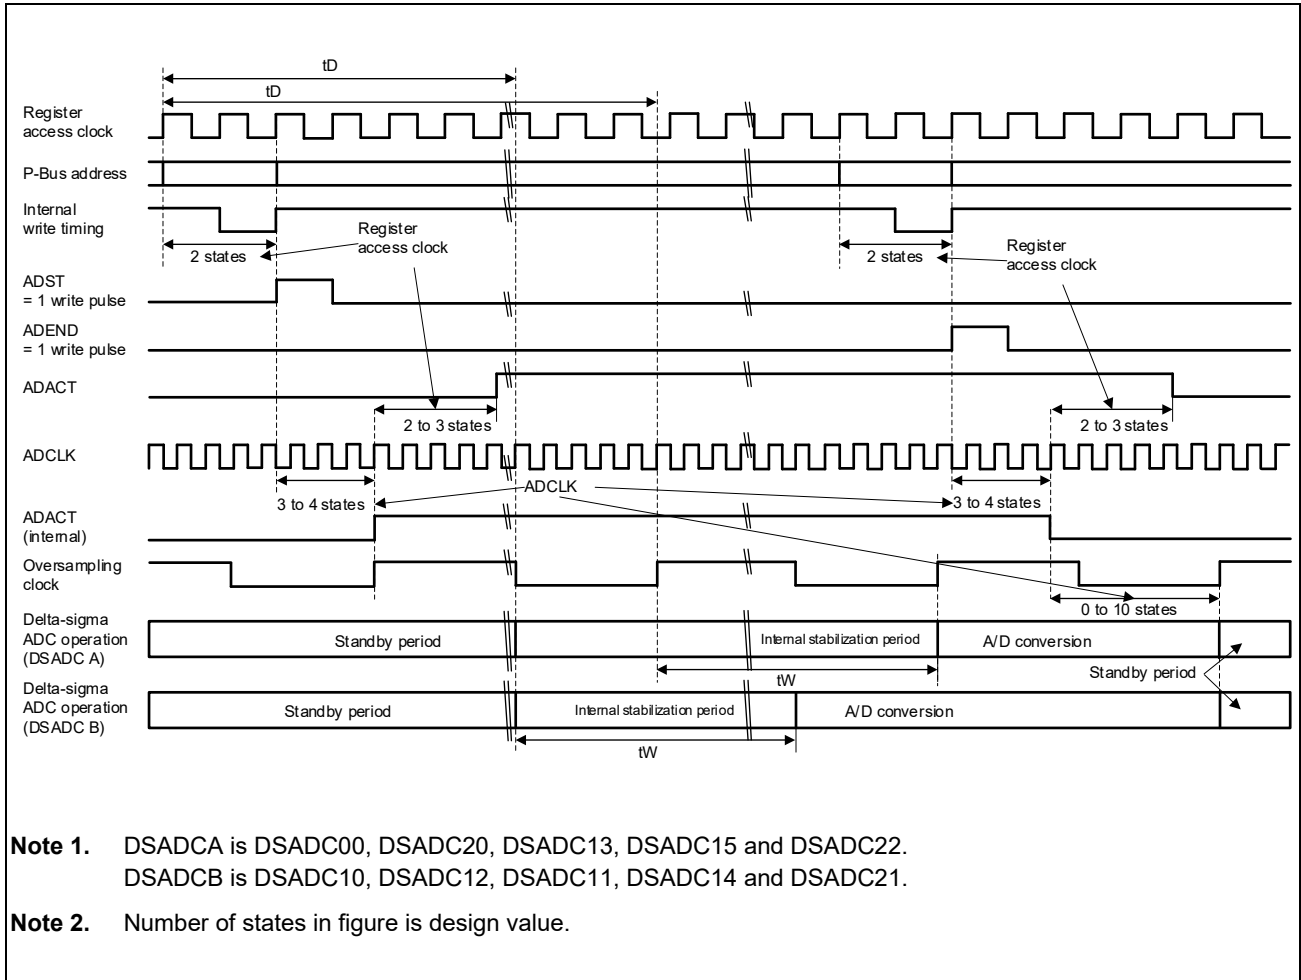 tD
tD
Register
access clock
P-Bus address
Internal
write timing
Register
access clock
2 states
2 states
Register
access clock
ADST
= 1 write pulse
ADEND
= 1 write pulse
ADACT
2 to 3 states
2 to 3 states
ADCLK
3 to 4 states
ADCLK
3 to 4 states
ADACT
(internal)
Oversampling
clock
0 to 10 states
Delta-sigma
ADC operation
(DSADC A)
Standby period
Internal stabilization period
A/D conversion
tW
Standby period
Delta-sigma
ADC operation
(DSADC B)
Standby period
Internal stabilization period
A/D conversion
tW
Note 1. DSADCA is DSADC00, DSADC20, DSADC13, DSADC15 and DSADC22.
DSADCB is DSADC10, DSADC12, DSADC11, DSADC14 and DSADC21.
Note 2. Number of states in figure is design value.